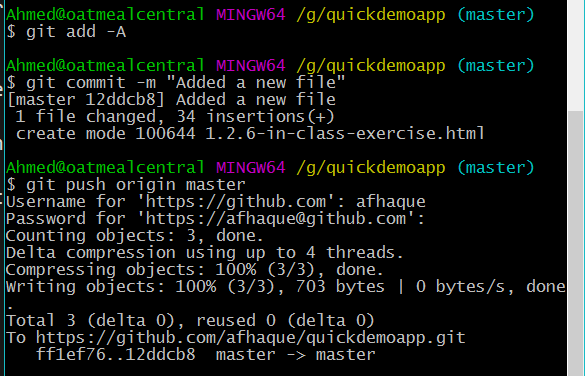 Ahmed@oatmealcentral MINGW64 /g/quickdemoapp (master)
$ git add -A
Ahmed@oatmealcentral MINGW64 /g/quickdemoapp (master)
$ git commit -m "Added a new file"
[master 12ddcb8] Added a new file
 1 file changed, 34 insertions(+)
 create mode 100644 1.2.6-in-class-exercise.html
Ahmed@oatmealcentral MINGW64 /g/quickdemoapp (master)
$ git push origin master
Username for 'https://github.com': afhaque
Password for 'https://afhaque@github.com':
Counting objects: 3, done.
Delta compression using up to 4 threads.
Compressing objects: 100% (3/3), done.
Writing objects: 100% (3/3), 703 bytes | 0 bytes/s, done
.
Total 3 (delta 0), reused 0 (delta 0)
To https://github.com/afhaque/quickdemoapp.git
   ff1ef76..12ddcb8  master -> master